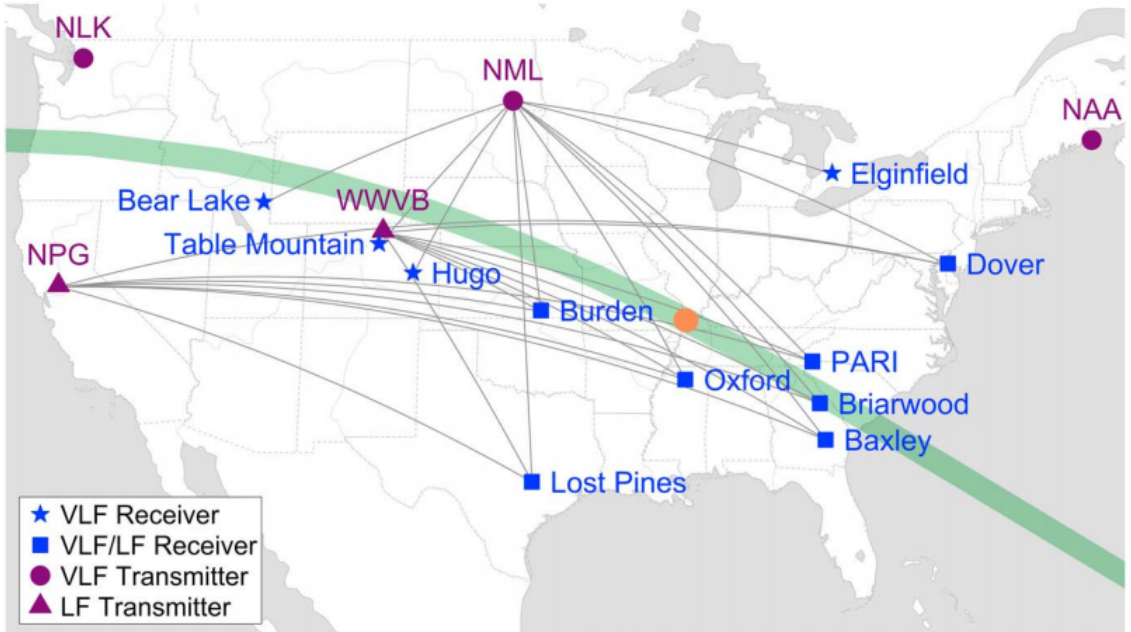 NLK
NML
NAA
Bear Lake
WWVB
Elginfield
Table Mountain
NPG
Hugo
Dover
Burden
PARI
Oxford
Briarwood
Baxley
Lost Pines
VLF Receiver
VLF/LF Receiver
VLF Transmitter
LF Transmitter